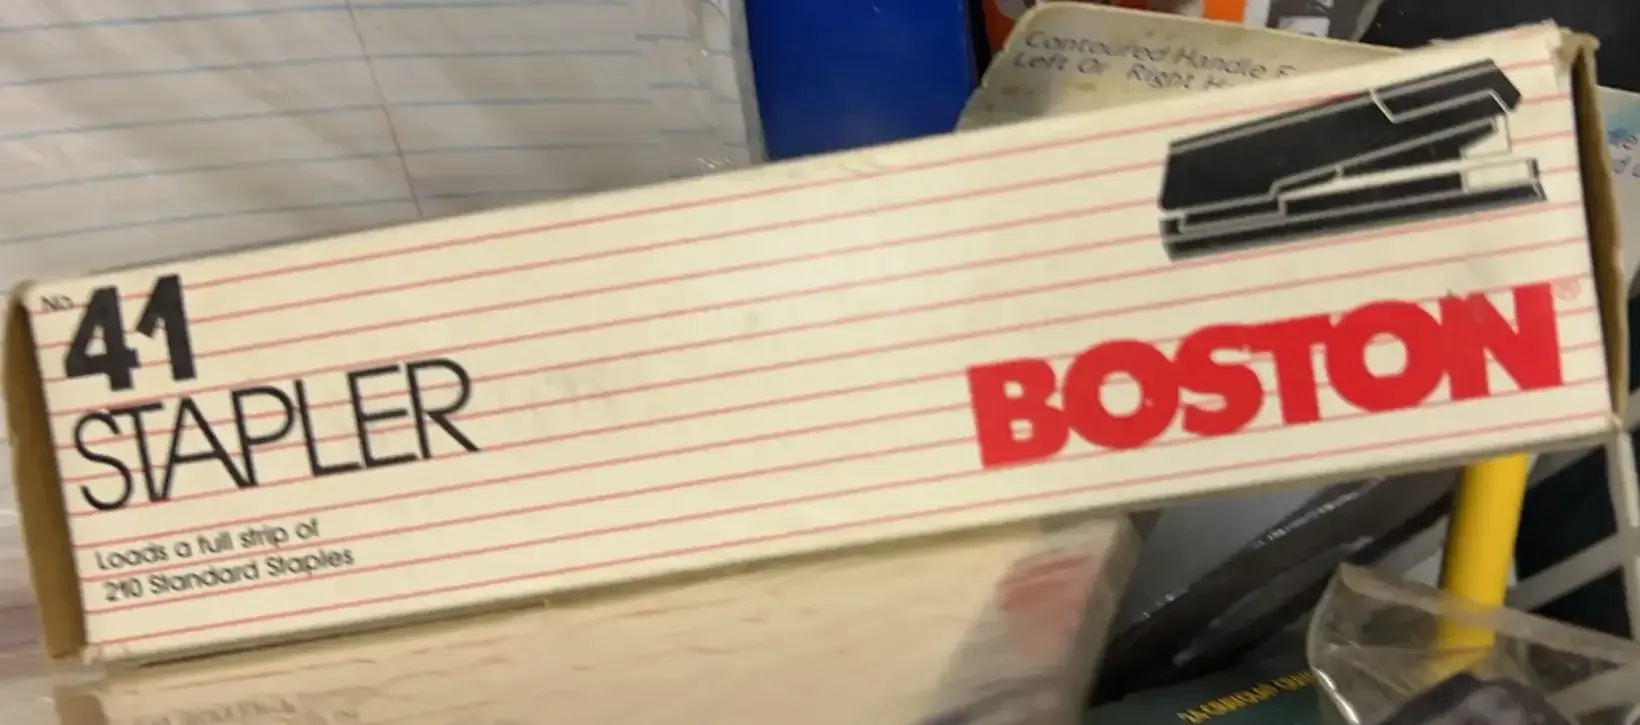 Contoured Handle
Left Or Right
No. 41
STAPLER
Loads a full strip of
210 Standard Staples
BOSTON®